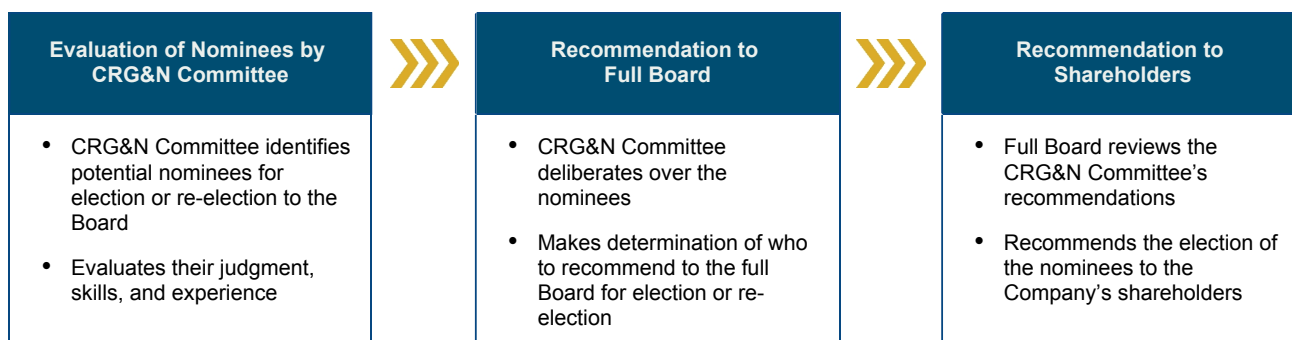 Evaluation of Nominees by
CRG&N Committee
• CRG&N Committee identifies
potential nominees for
election or re-election to the
Board
• Evaluates their judgment,
skills, and experience
Recommendation to
Full Board
• CRG&N Committee
deliberates over the
nominees
• Makes determination of who
to recommend to the full
Board for election or re-
election
Recommendation to
Shareholders
• Full Board reviews the
CRG&N Committee’s
recommendations
• Recommends the election of
the nominees to the
Company’s shareholders